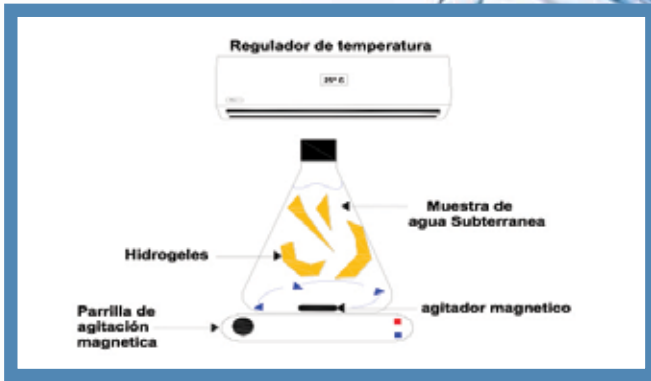 Regulador de temperatura
Muestra de
agua Subterranea
Hidrogeles
agitador magnetico
Parrilla de
agitación
magnetica